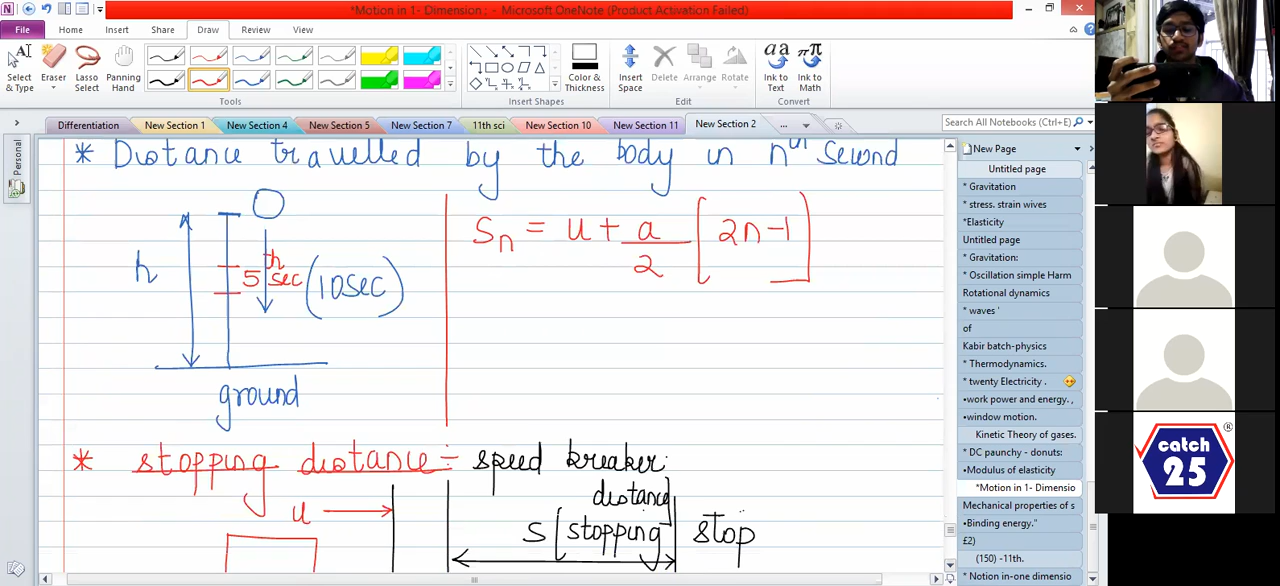 *Motion in 1- Dimension : - Microsoft OneNote (Product Activation Failed)
File Home Insert Share Draw Review View
Select & Type
Eraser
Lasso Select
Panning Hand
Color & Thickness
Insert Space
Delete
Arrange
Rotate
Ink to Text
Ink to Math
Tools
Insert Shapes
Edit
Convert
Differentiation New Section 1 New Section 4 New Section 5 New Section 7 11th sci New Section 10 New Section 11 New Section 2 ...
Search All Notebooks (Ctrl+E)
Personal
* Distance travelled by the body in nth second
h
5th sec (10sec)
ground
Sn = u + a/2 [2n-1]
* stopping distance = speed breaker
distance
u
S [stopping] stop
New Page
Untitled page
* Gravitation
* stress. strain wives
*Elasticity
Untitled page
* Gravitation:
* Oscillation simple Harm
Rotational dynamics
* waves '
of
Kabir batch-physics
* Thermodynamics.
* twenty Electricity .
•work power and energy. ,
•window motion.
Kinetic Theory of gases.
* DC paunchy - donuts:
•Modulus of elasticity
*Motion in 1- Dimensio
Mechanical properties of s
•Binding energy."
£2)
(150) -11th.
* Notion in-one dimensio
catch
25
®